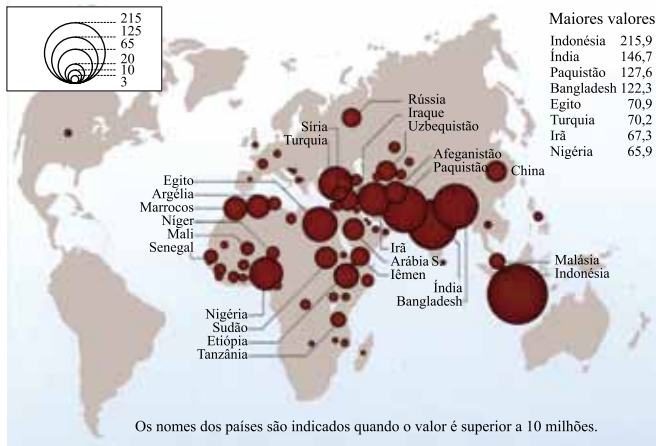 215
125
65
20
10
3
Maiores valores
Indonésia 215,9
Índia 146,7
Paquistão 127,6
Bangladesh 122,3
Egito 70,9
Turquia 70,2
Irã 67,3
Nigéria 65,9
Rússia
Iraque
Uzbequistão
Síria
Turquia
Afeganistão
Paquistão
China
Egito
Argélia
Marrocos
Níger
Mali
Senegal
Irã
Arábia S.
Iêmen
Índia
Bangladesh
Malásia
Indonésia
Nigéria
Sudão
Etiópia
Tanzânia
Os nomes dos países são indicados quando o valor é superior a 10 milhões.